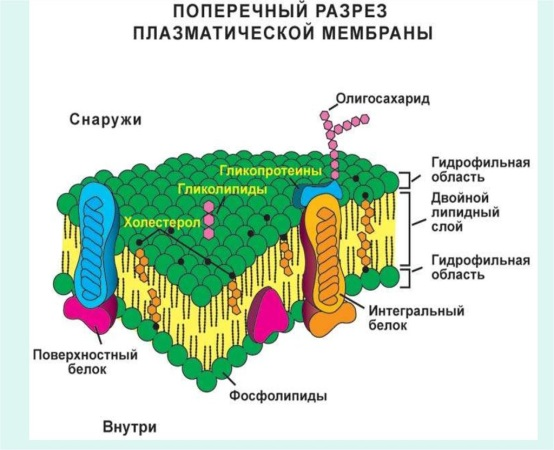 ПОПЕРЕЧНЫЙ РАЗРЕЗ
ПЛАЗМАТИЧЕСКОЙ МЕМБРАНЫ
Олигосахарид
Снаружи
Гликопротеины
Гликолипиды
Холестерол
Гидрофильная
область
Двойной
липидный
слой
Гидрофильная
область
Интегральный
белок
Поверхностный
белок
Фосфолипиды
Внутри